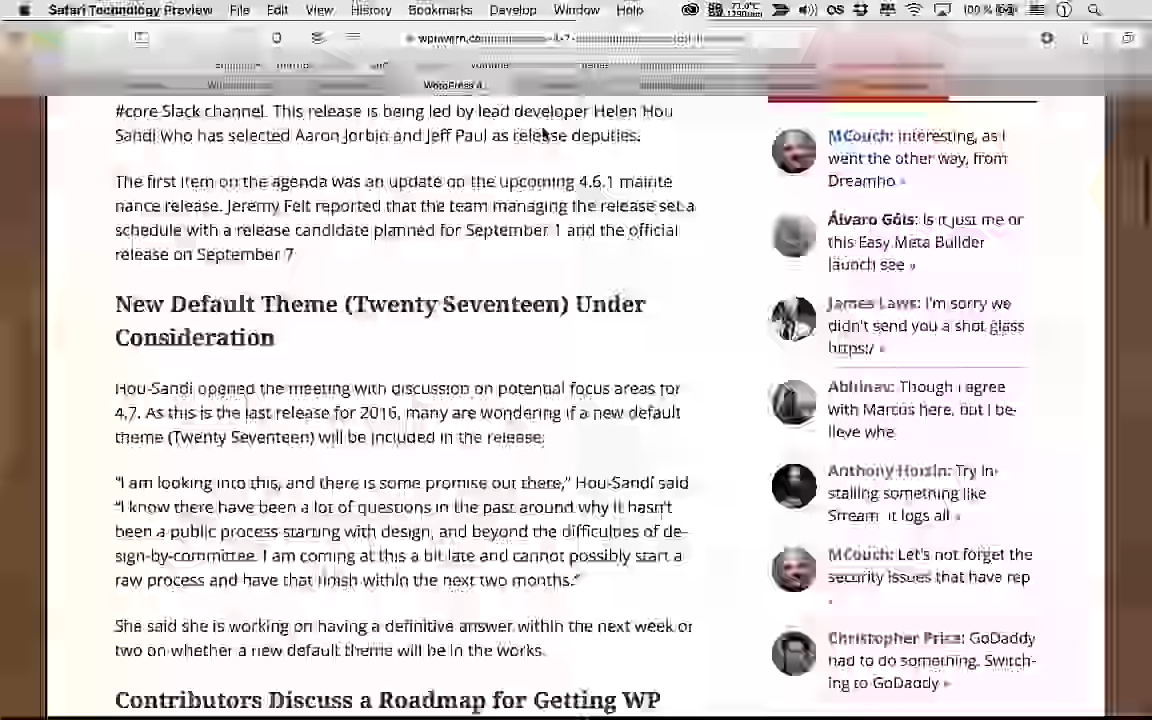 Safari Technology Preview File Edit View History Bookmarks Develop Window Help 100 %
#core Slack channel. This release is being led by lead developer Helen Hou
Sandi who has selected Aaron Jorbin and Jeff Paul as release deputies.
The first item on the agenda was an update on the upcoming 4.6.1 mainte
nance release. Jeremy Felt reported that the team managing the release set a
schedule with a release candidate planned for September 1 and the official
release on September 7
New Default Theme (Twenty Seventeen) Under
Consideration
Hou-Sandi opened the meeting with discussion on potential focus areas for
4.7. As this is the last release for 2016, many are wondering if a new default
theme (Twenty Seventeen) will be included in the release.
“I am looking into this, and there is some promise out there,” Hou-Sandi said
“I know there have been a lot of questions in the past around why it hasn't
been a public process starting with design, and beyond the difficulties of de-
sign-by-committee. I am coming at this a bit late and cannot possibly start a
raw process and have that finish within the next two months.”
She said she is working on having a definitive answer within the next week or
two on whether a new default theme will be in the works.
Contributors Discuss a Roadmap for Getting WP
MCouch: Interesting, as I
went the other way, from
Dreamho »
Álvaro Góis: Is it just me or
this Easy Meta Builder
launch see »
James Laws: I'm sorry we
didn't send you a shot glass
https:/ »
Abhinav: Though I agree
with Marcus here, but I be-
lieve whe
Anthony Hortin: Try in-
stalling something like
Stream it logs all »
MCouch: Let's not forget the
security issues that have rep
Christopher Price: GoDaddy
had to do something. Switch-
ing to GoDaddy »